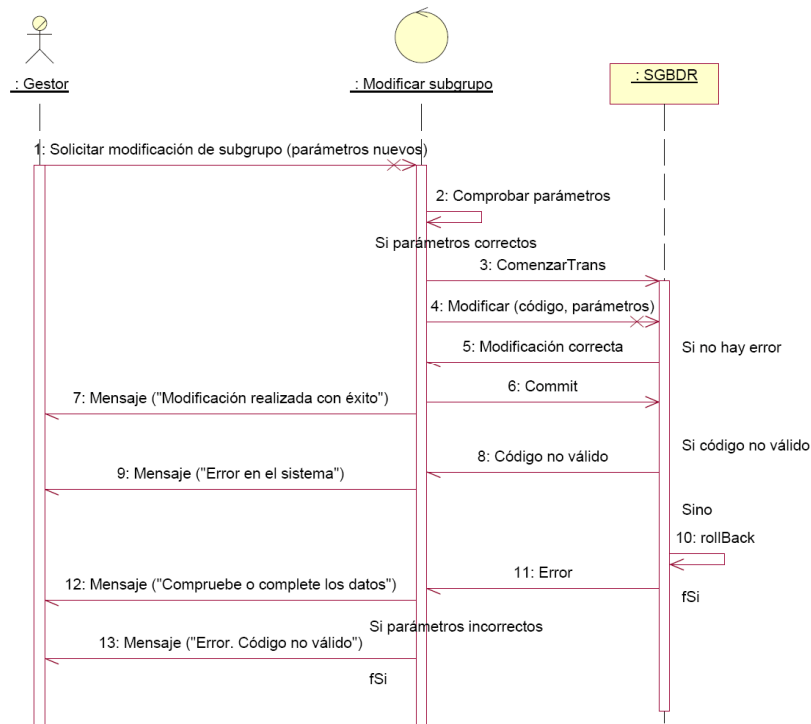 : Gestor
: Modificar subgrupo
: SGBDR
1: Solicitar modificación de subgrupo (parámetros nuevos)
2: Comprobar parámetros
Si parámetros correctos
3: ComenzarTrans
4: Modificar (código, parámetros)
5: Modificación correcta
Si no hay error
6: Commit
7: Mensaje ("Modificación realizada con éxito")
Si código no válido
8: Código no válido
9: Mensaje ("Error en el sistema")
Sino
10: rollBack
11: Error
12: Mensaje ("Compruebe o complete los datos")
fSi
Si parámetros incorrectos
13: Mensaje ("Error. Código no válido")
fSi